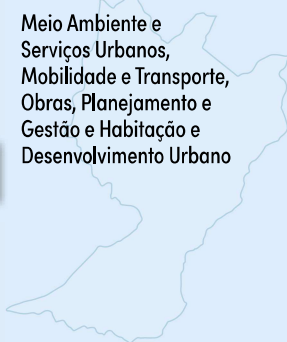 Meio Ambiente e
Serviços Urbanos,
Mobilidade e Transporte,
Obras, Planejamento e
Gestão e Habitação e
Desenvolvimento Urbano